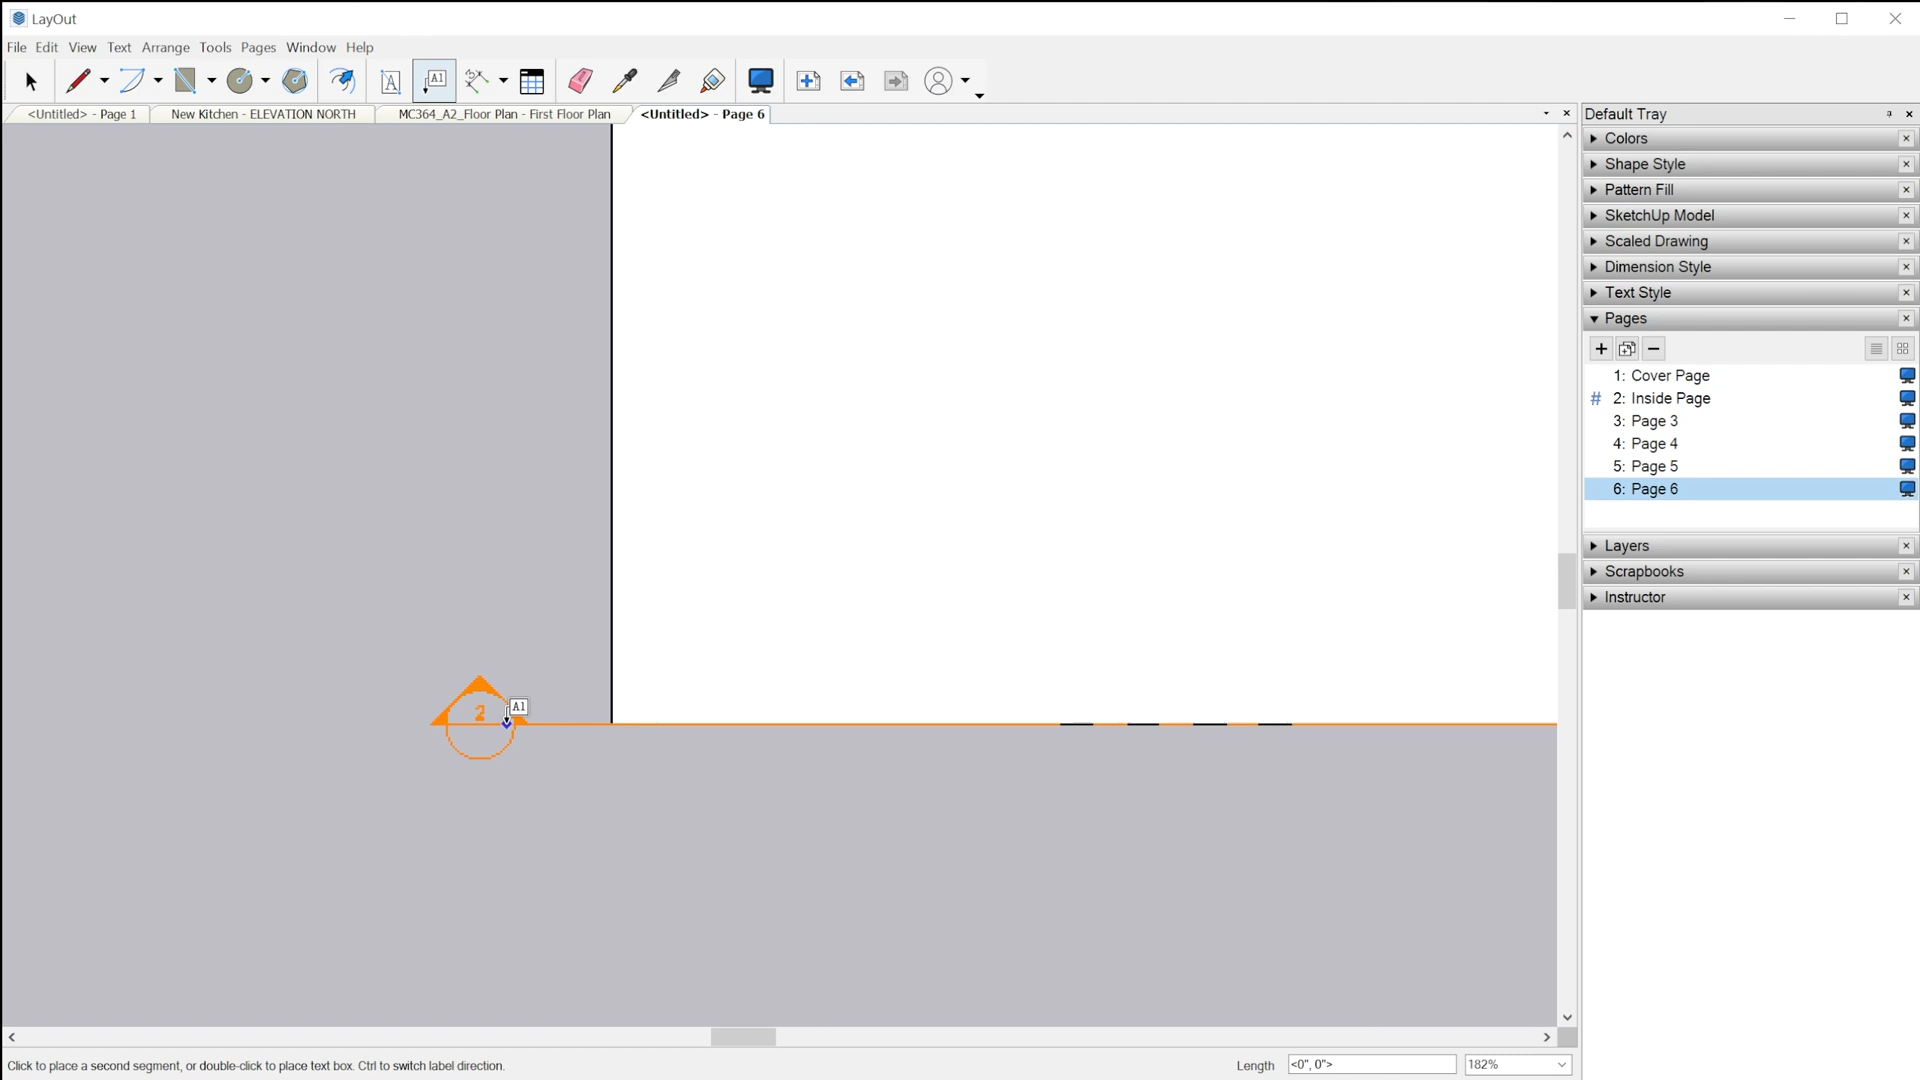 LayOut
File Edit View Text Arrange Tools Pages Window Help
A A1
<Untitled> - Page 1 New Kitchen - ELEVATION NORTH MC364_A2_Floor Plan - First Floor Plan <Untitled> - Page 6
Default Tray
Colors
Shape Style
Pattern Fill
SketchUp Model
Scaled Drawing
Dimension Style
Text Style
Pages
1: Cover Page
# 2: Inside Page
3: Page 3
4: Page 4
5: Page 5
6: Page 6
Layers
Scrapbooks
Instructor
2 A1
Click to place a second segment, or double-click to place text box. Ctrl to switch label direction.
Length <0", 0"> 182%